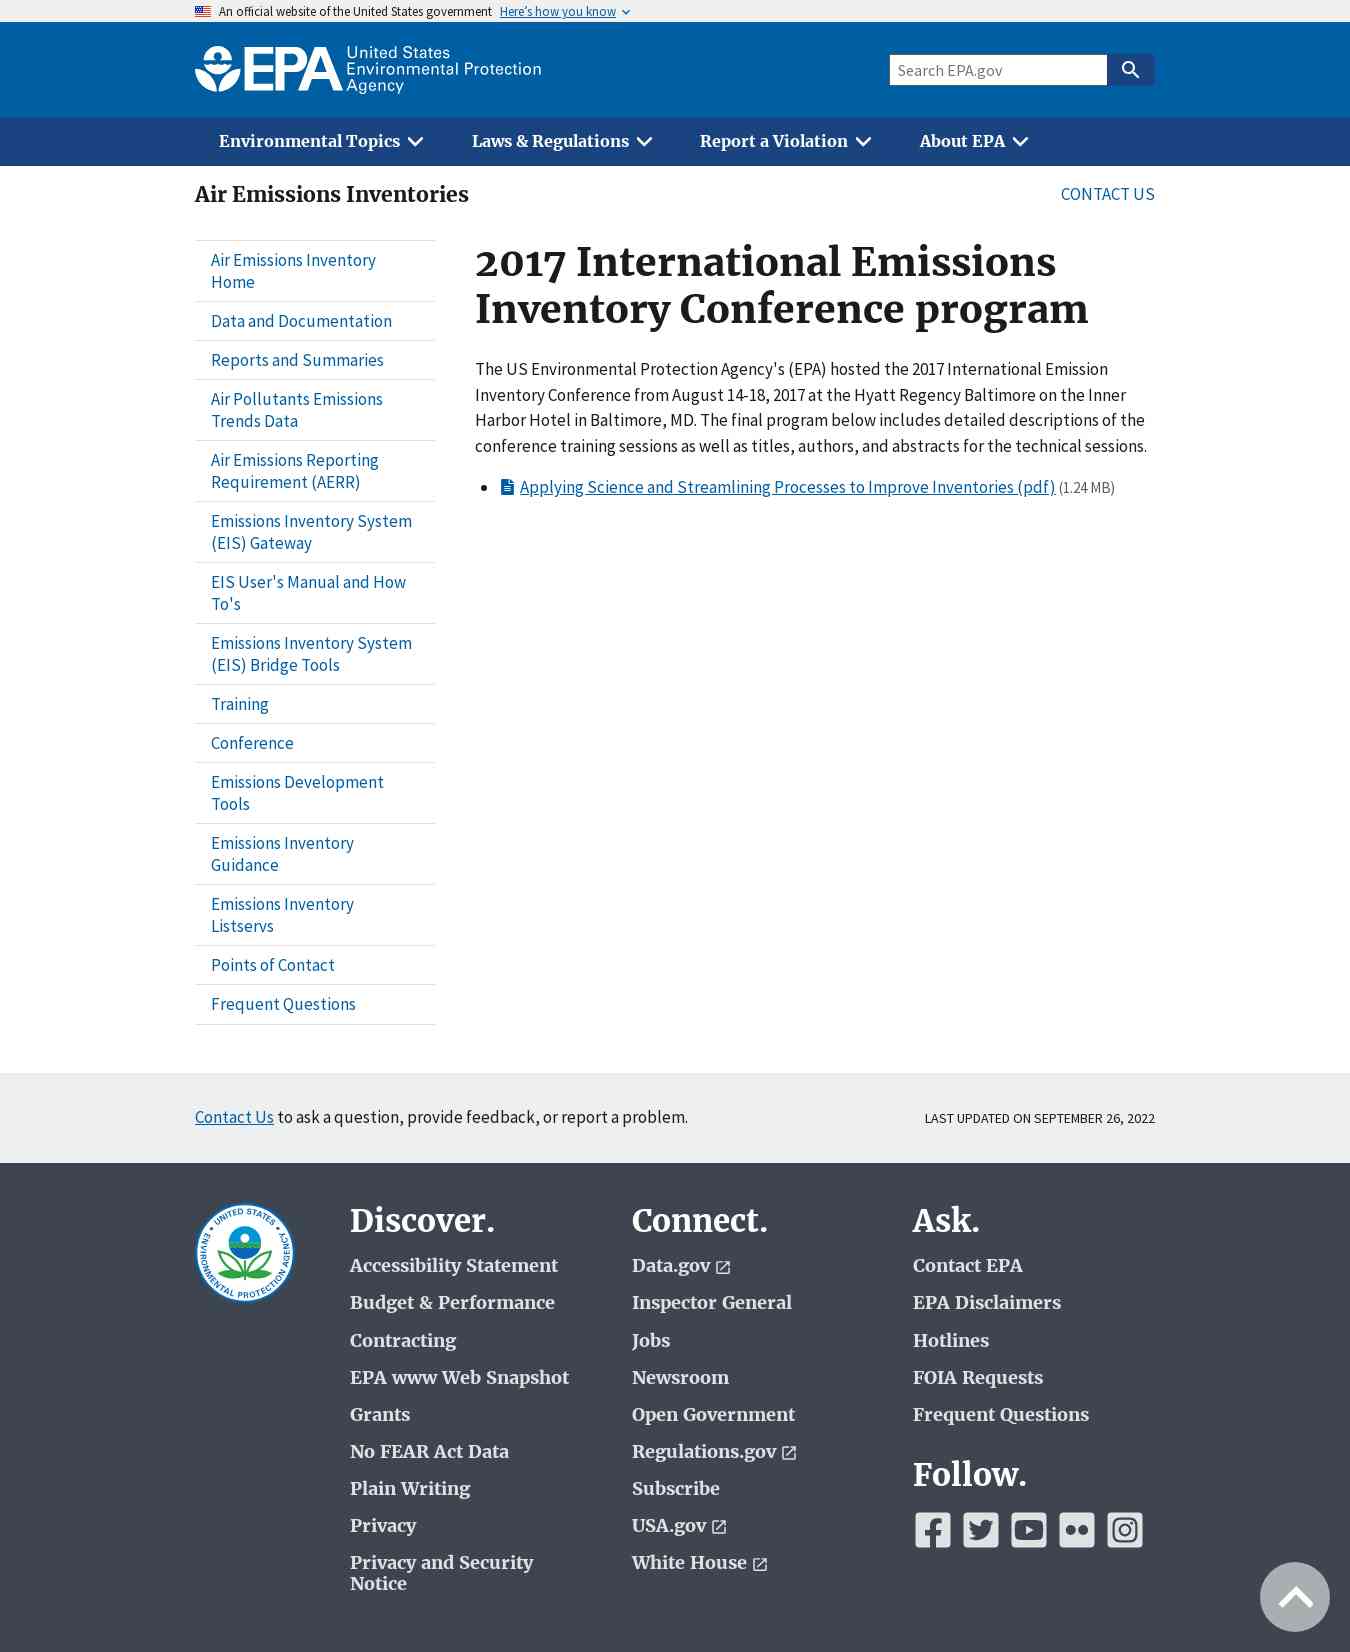 An official website of the United States government Here's how you know
EPA United States
Environmental Protection
Agency
Search EPA.gov
Environmental Topics Laws & Regulations Report a Violation About EPA
Air Emissions Inventories
CONTACT US
Air Emissions Inventory
Home
Data and Documentation
Reports and Summaries
Air Pollutants Emissions
Trends Data
Air Emissions Reporting
Requirement (AERR)
Emissions Inventory System
(EIS) Gateway
EIS User's Manual and How
To's
Emissions Inventory System
(EIS) Bridge Tools
Training
Conference
Emissions Development
Tools
Emissions Inventory
Guidance
Emissions Inventory
Listservs
Points of Contact
Frequent Questions
2017 International Emissions
Inventory Conference program
The US Environmental Protection Agency's (EPA) hosted the 2017 International Emission
Inventory Conference from August 14-18, 2017 at the Hyatt Regency Baltimore on the Inner
Harbor Hotel in Baltimore, MD. The final program below includes detailed descriptions of the
conference training sessions as well as titles, authors, and abstracts for the technical sessions.
Applying Science and Streamlining Processes to Improve Inventories (pdf) (1.24 MB)
Contact Us to ask a question, provide feedback, or report a problem.
LAST UPDATED ON SEPTEMBER 26, 2022
UNITED STATES
ENVIRONMENTAL PROTECTION AGENCY
Discover.
Accessibility Statement
Budget & Performance
Contracting
EPA www Web Snapshot
Grants
No FEAR Act Data
Plain Writing
Privacy
Privacy and Security
Notice
Connect.
Data.gov
Inspector General
Jobs
Newsroom
Open Government
Regulations.gov
Subscribe
USA.gov
White House
Ask.
Contact EPA
EPA Disclaimers
Hotlines
FOIA Requests
Frequent Questions
Follow.